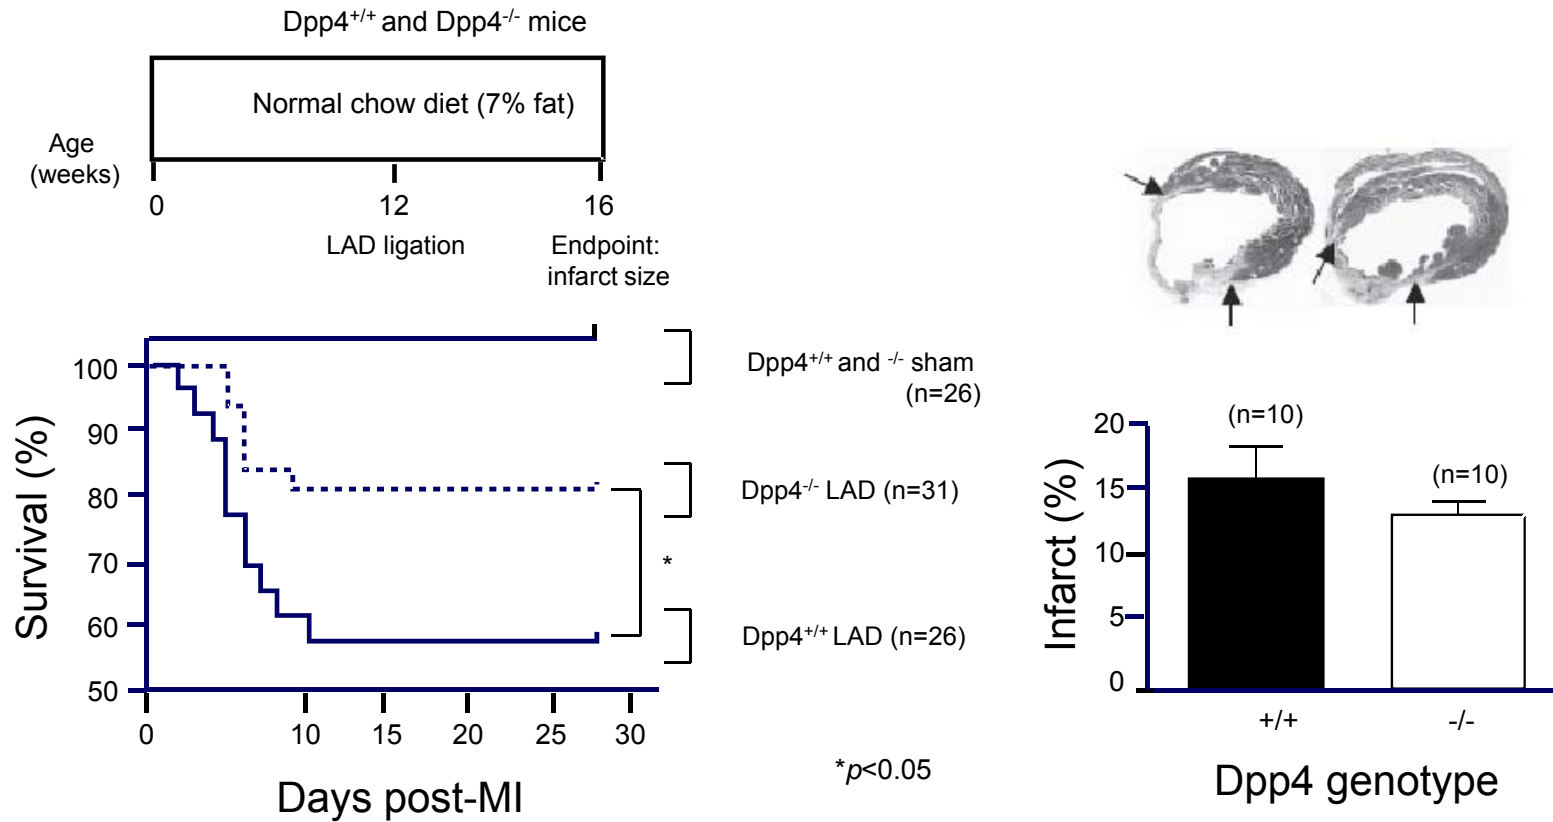 Dpp4+/+ and Dpp4-/- mice
Normal chow diet (7% fat)
Age
(weeks)
0
12
16
LAD ligation
Endpoint:
infarct size
Survival (%)
100
90
80
70
60
50
0
10
15
20
25
30
Days post-MI
Dpp4+/+ and -/- sham
(n=26)
Dpp4-/- LAD (n=31)
*
Dpp4+/+ LAD (n=26)
*p<0.05
Infarct (%)
20
15
10
5
0
(n=10)
(n=10)
+/+
-/-
Dpp4 genotype